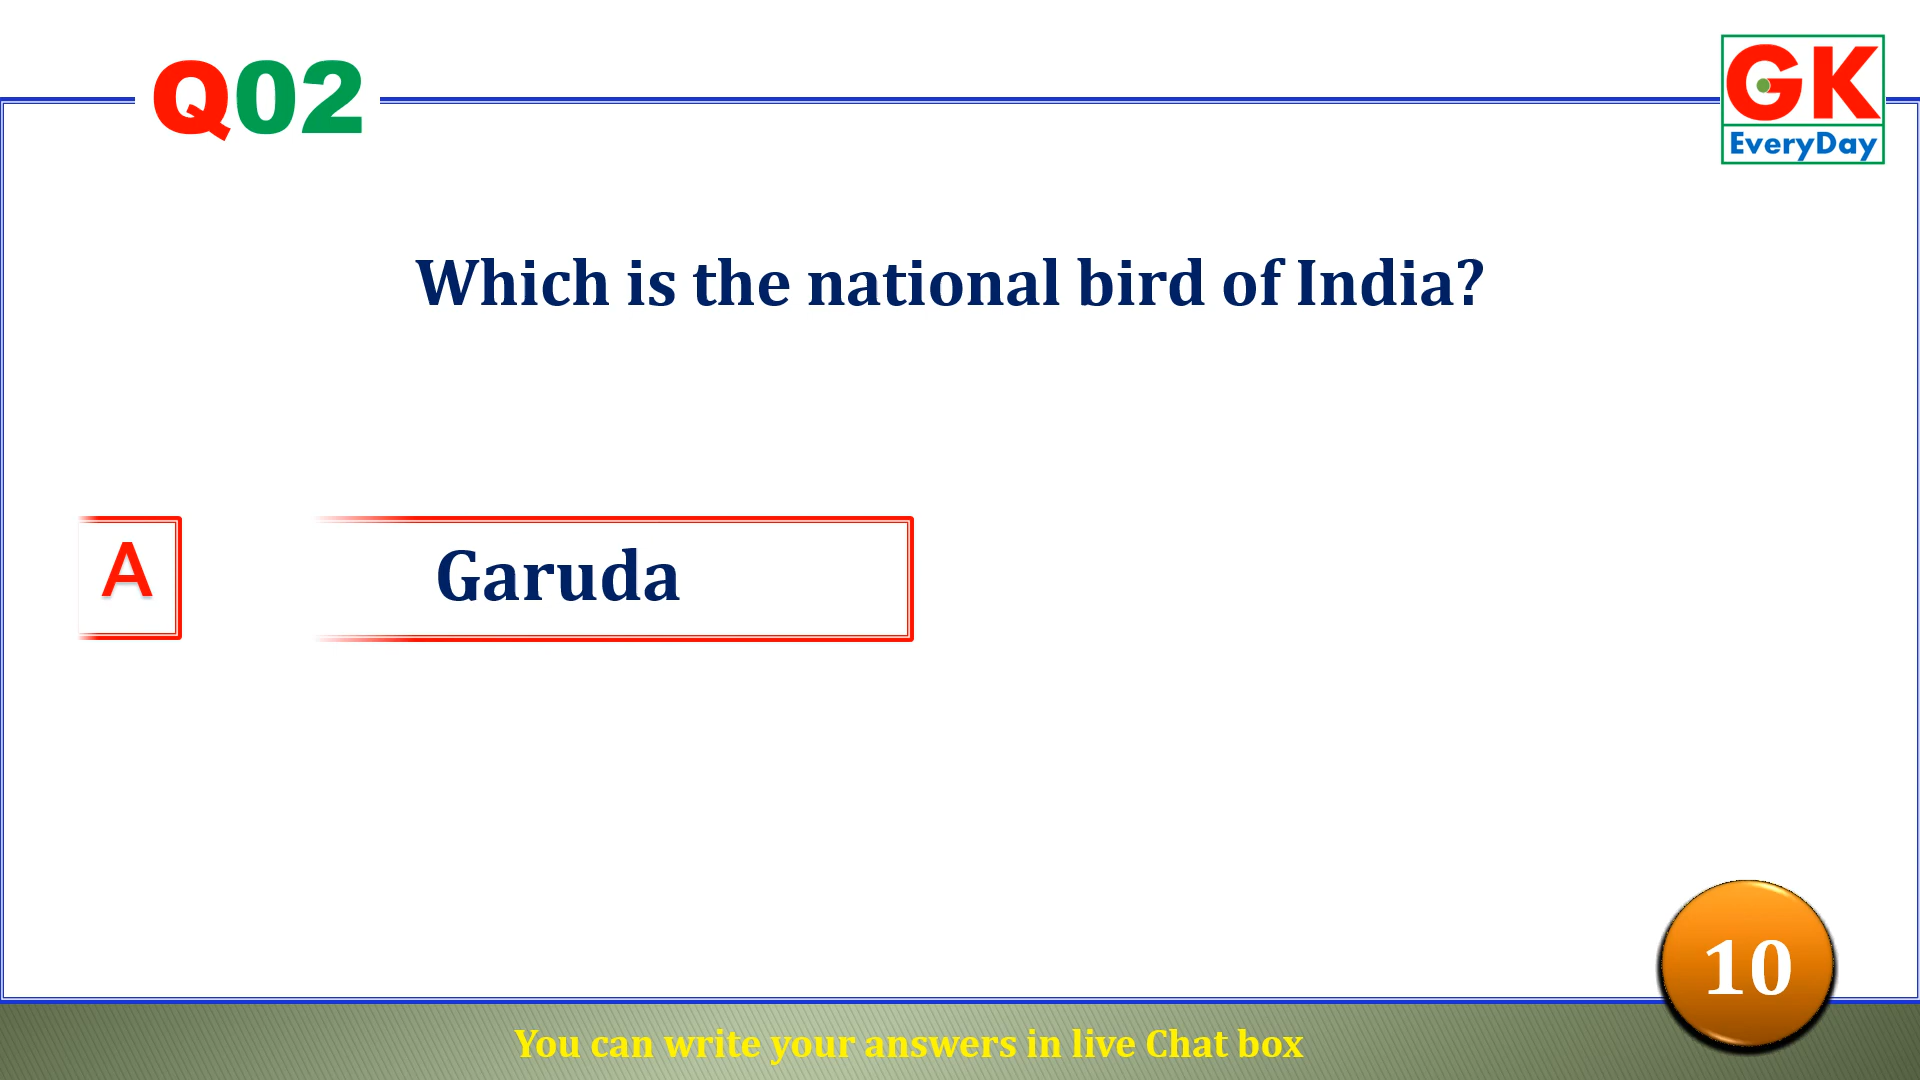 Q02
GK
EveryDay
Which is the national bird of India?
A
Garuda
10
You can write your answers in live Chat box